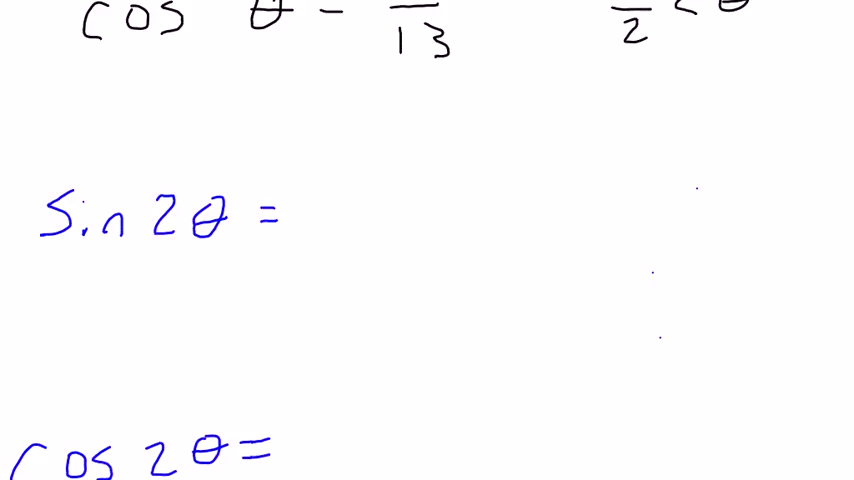 cos θ = 13 2 < θ
sin 2θ =
cos 2θ =